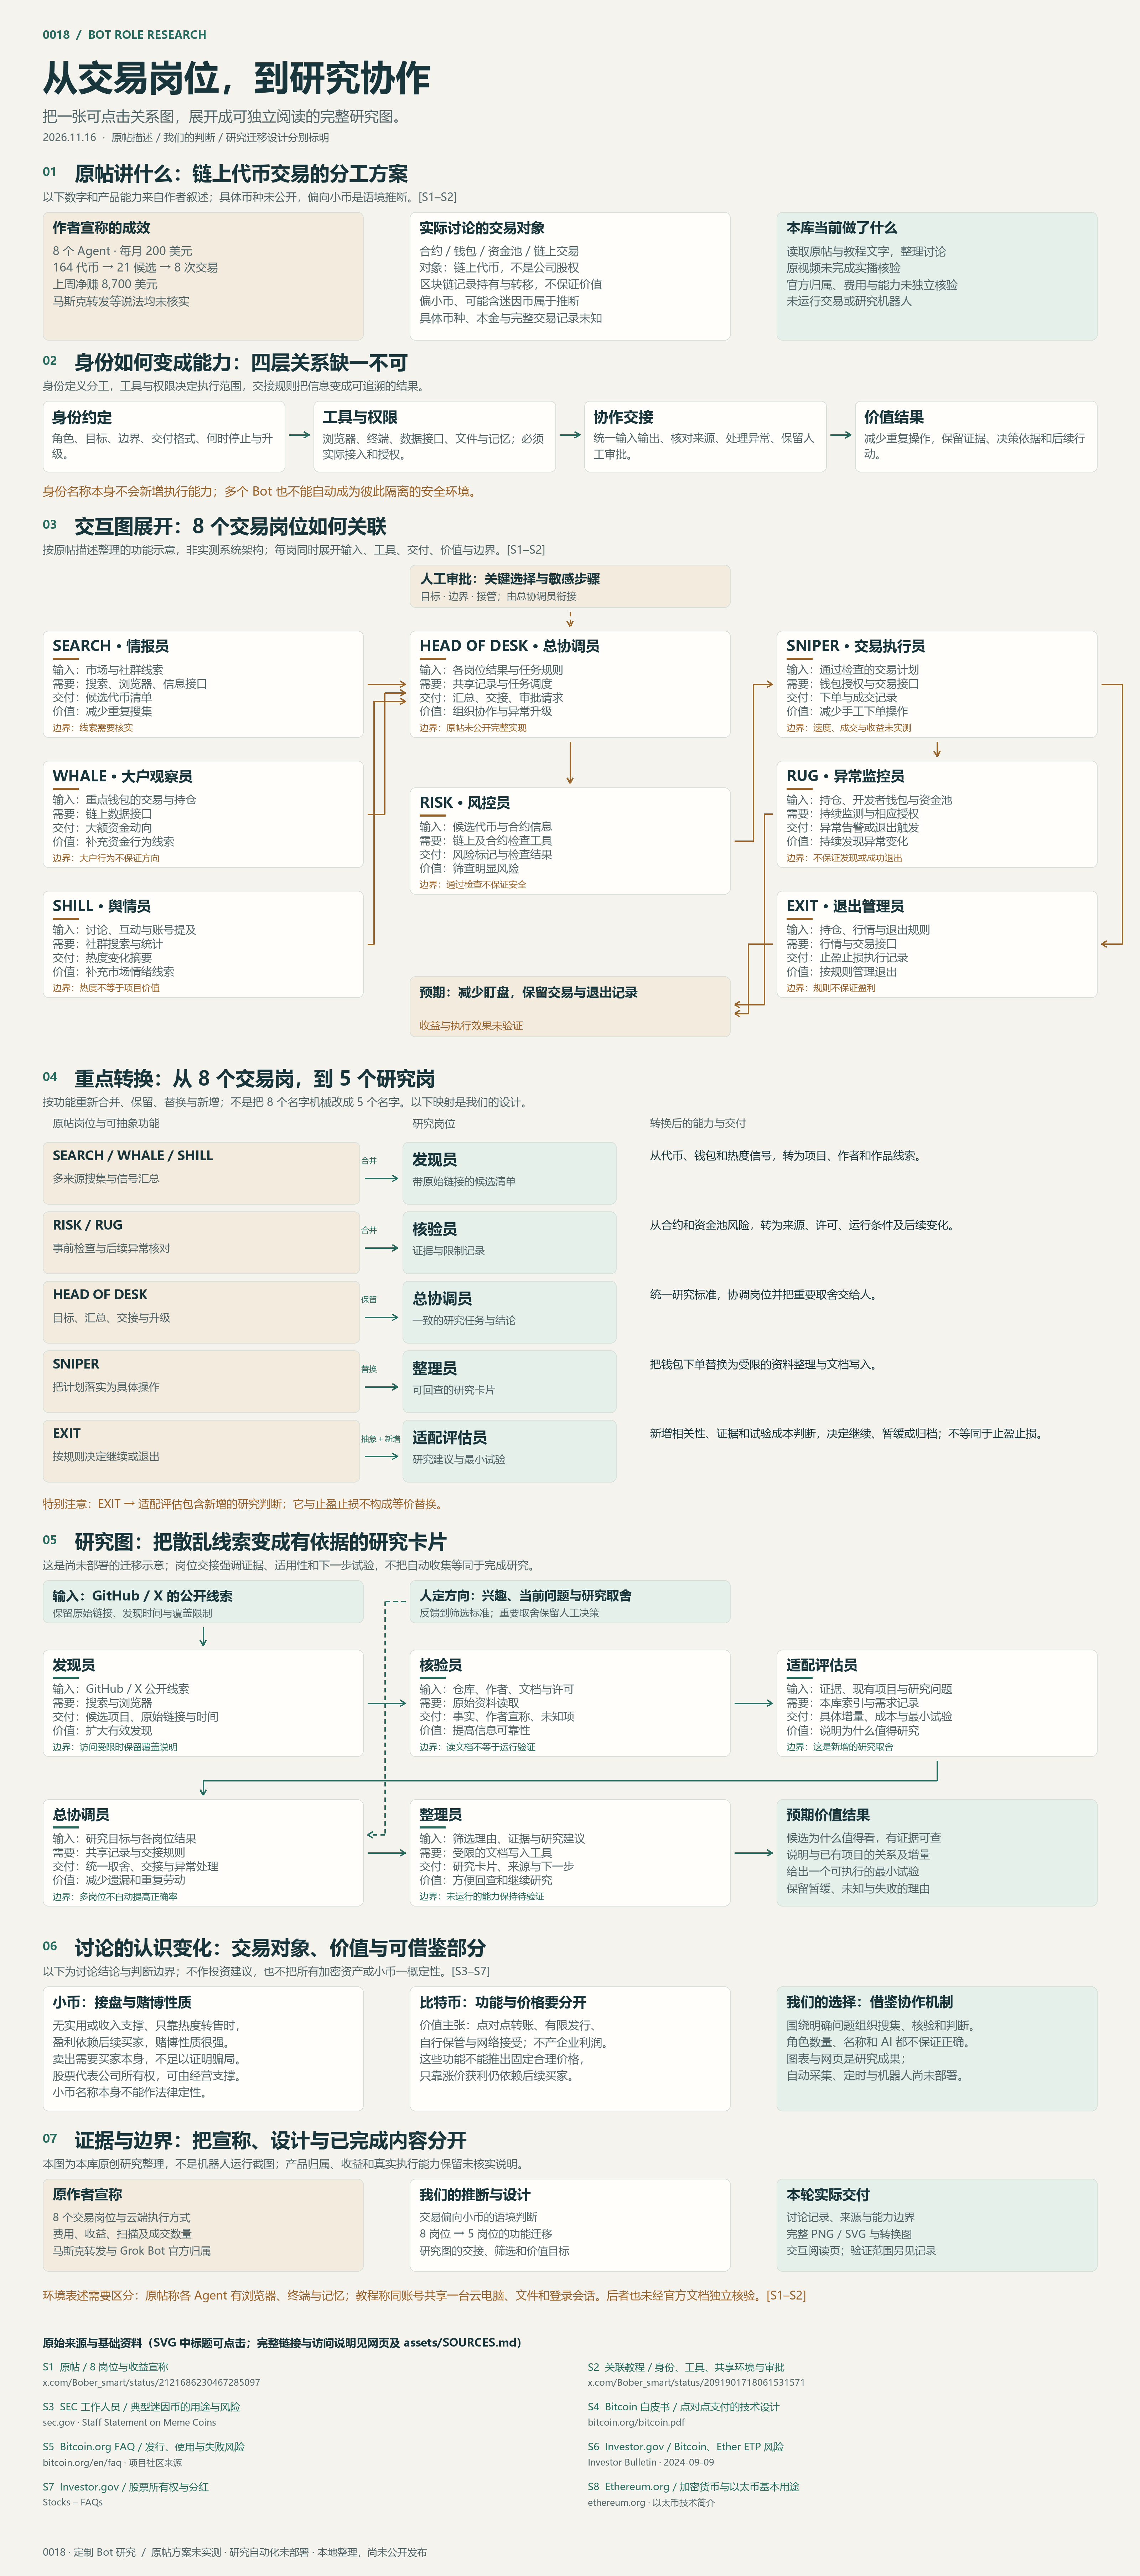 0018 / BOT ROLE RESEARCH
从交易岗位，到研究协作
把一张可点击关系图，展开成可独立阅读的完整研究图。
2026.11.16 · 原帖描述 / 我们的判断 / 研究迁移设计分别标明
01 原帖讲什么：链上代币交易的分工方案
以下数字和产品能力来自作者叙述；具体币种未公开，偏向小币是语境推断。[S1–S2]
作者宣称的成效
8 个 Agent · 每月 200 美元
164 代币 → 21 候选 → 8 次交易
上周净赚 8,700 美元
马斯克转发等说法均未核实
实际讨论的交易对象
合约 / 钱包 / 资金池 / 链上交易
对象：链上代币，不是公司股权
区块链记录持有与转移，不保证价值
偏小币、可能含迷因币属于推断
具体币种、本金与完整交易记录未知
本库当前做了什么
读取原帖与教程文字，整理讨论
原视频未完成实播核验
官方归属、费用与能力未独立核验
未运行交易或研究机器人
02 身份如何变成能力：四层关系缺一不可
身份定义分工，工具与权限决定执行范围，交接规则把信息变成可追溯的结果。
身份约定
角色、目标、边界、交付格式、何时停止与升
级。
工具与权限
浏览器、终端、数据接口、文件与记忆；必须
实际接入和授权。
协作交接
统一输入输出、核对来源、处理异常、保留人
工审批。
价值结果
减少重复操作，保留证据、决策依据和后续行
动。
身份名称本身不会新增执行能力；多个 Bot 也不能自动成为彼此隔离的安全环境。
03 交互图展开：8 个交易岗位如何关联
按原帖描述整理的功能示意，非实测系统架构；每岗同时展开输入、工具、交付、价值与边界。[S1–S2]
人工审批：关键选择与敏感步骤
目标 · 边界 · 接管；由总协调员衔接
SEARCH • 情报员
输入：市场与社群线索
需要：搜索、浏览器、信息接口
交付：候选代币清单
价值：减少重复搜集
边界：线索需要核实
HEAD OF DESK • 总协调员
输入：各岗位结果与任务规则
需要：共享记录与任务调度
交付：汇总、交接、审批请求
价值：组织协作与异常升级
边界：原帖未公开完整实现
SNIPER • 交易执行员
输入：通过检查的交易计划
需要：钱包授权与交易接口
交付：下单与成交记录
价值：减少手工下单操作
边界：速度、成交与收益未实测
WHALE • 大户观察员
输入：重点钱包的交易与持仓
需要：链上数据接口
交付：大额资金动向
价值：补充资金行为线索
边界：大户行为不保证方向
RISK • 风控员
输入：候选代币与合约信息
需要：链上及合约检查工具
交付：风险标记与检查结果
价值：筛查明显风险
边界：通过检查不保证安全
RUG • 异常监控员
输入：持仓、开发者钱包与资金池
需要：持续监测与相应授权
交付：异常告警或退出触发
价值：持续发现异常变化
边界：不保证发现或成功退出
SHILL • 舆情员
输入：讨论、互动与账号提及
需要：社群搜索与统计
交付：热度变化摘要
价值：补充市场情绪线索
边界：热度不等于项目价值
EXIT • 退出管理员
输入：持仓、行情与退出规则
需要：行情与交易接口
交付：止盈止损执行记录
价值：按规则管理退出
边界：规则不保证盈利
预期：减少盯盘，保留交易与退出记录
收益与执行效果未验证
04 重点转换：从 8 个交易岗，到 5 个研究岗
按功能重新合并、保留、替换与新增；不是把 8 个名字机械改成 5 个名字。以下映射是我们的设计。
原帖岗位与可抽象功能
研究岗位
转换后的能力与交付
SEARCH / WHALE / SHILL
多来源搜集与信号汇总
合并
发现员
带原始链接的候选清单
从代币、钱包和热度信号，转为项目、作者和作品线索。
RISK / RUG
事前检查与后续异常核对
合并
核验员
证据与限制记录
从合约和资金池风险，转为来源、许可、运行条件及后续变化。
HEAD OF DESK
目标、汇总、交接与升级
保留
总协调员
一致的研究任务与结论
统一研究标准，协调岗位并把重要取舍交给人。
SNIPER
把计划落实为具体操作
替换
整理员
可回查的研究卡片
把钱包下单替换为受限的资料整理与文档写入。
EXIT
按规则决定继续或退出
抽象 + 新增
适配评估员
研究建议与最小试验
新增相关性、证据和试验成本判断，决定继续、暂缓或归档；不等同于止盈止损。
特别注意：EXIT → 适配评估包含新增的研究判断；它与止盈止损不构成等价替换。
05 研究图：把散乱线索变成有依据的研究卡片
这是尚未部署的迁移示意；岗位交接强调证据、适用性和下一步试验，不把自动收集等同于完成研究。
输入：GitHub / X 的公开线索
保留原始链接、发现时间与覆盖限制
人定方向：兴趣、当前问题与研究取舍
反馈到筛选标准；重要取舍保留人工决策
发现员
输入：GitHub / X 公开线索
需要：搜索与浏览器
交付：候选项目、原始链接与时间
价值：扩大有效发现
边界：访问受限时保留覆盖说明
核验员
输入：仓库、作者、文档与许可
需要：原始资料读取
交付：事实、作者宣称、未知项
价值：提高信息可靠性
边界：读文档不等于运行验证
适配评估员
输入：证据、现有项目与研究问题
需要：本库索引与需求记录
交付：具体增量、成本与最小试验
价值：说明为什么值得研究
边界：这是新增的研究取舍
总协调员
输入：研究目标与各岗位结果
需要：共享记录与交接规则
交付：统一取舍、交接与异常处理
价值：减少遗漏和重复劳动
边界：多岗位不自动提高正确率
整理员
输入：筛选理由、证据与研究建议
需要：受限的文档写入工具
交付：研究卡片、来源与下一步
价值：方便回查和继续研究
边界：未运行的能力保持待验证
预期价值结果
候选为什么值得看，有证据可查
说明与已有项目的关系及增量
给出一个可执行的最小试验
保留暂缓、未知与失败的理由
06 讨论的认识变化：交易对象、价值与可借鉴部分
以下为讨论结论与判断边界；不作投资建议，也不把所有加密资产或小币一概定性。[S3–S7]
小币：接盘与赌博性质
无实用或收入支撑、只靠热度转售时，
盈利依赖后续买家，赌博性质很强。
卖出需要买家本身，不足以证明骗局。
股票代表公司所有权，可由经营支撑。
小币名称本身不能作法律定性。
比特币：功能与价格要分开
价值主张：点对点转账、有限发行、
自行保管与网络接受；不产企业利润。
这些功能不能推出固定合理价格，
只靠涨价获利仍依赖后续买家。
我们的选择：借鉴协作机制
围绕明确问题组织搜集、核验和判断。
角色数量、名称和 AI 都不保证正确。
图表与网页是研究成果；
自动采集、定时与机器人尚未部署。
07 证据与边界：把宣称、设计与已完成内容分开
本图为本库原创研究整理，不是机器人运行截图；产品归属、收益和真实执行能力保留未核实说明。
原作者宣称
8 个交易岗位与云端执行方式
费用、收益、扫描及成交数量
马斯克转发与 Grok Bot 官方归属
我们的推断与设计
交易偏向小币的语境判断
8 岗位 → 5 岗位的功能迁移
研究图的交接、筛选和价值目标
本轮实际交付
讨论记录、来源与能力边界
完整 PNG / SVG 与转换图
交互阅读页；验证范围另见记录
环境表述需要区分：原帖称各 Agent 有浏览器、终端与记忆；教程称同账号共享一台云电脑、文件和登录会话。后者也未经官方文档独立核验。[S1–S2]
原始来源与基础资料（SVG 中标题可点击；完整链接与访问说明见网页及 assets/SOURCES.md）
S1 原帖 / 8 岗位与收益宣称
x.com/Bober_smart/status/2121686230467285097
S2 关联教程 / 身份、工具、共享环境与审批
x.com/Bober_smart/status/2091901718061531571
S3 SEC 工作人员 / 典型迷因币的用途与风险
sec.gov · Staff Statement on Meme Coins
S4 Bitcoin 白皮书 / 点对点支付的技术设计
bitcoin.org/bitcoin.pdf
S5 Bitcoin.org FAQ / 发行、使用与失败风险
bitcoin.org/en/faq · 项目社区来源
S6 Investor.gov / Bitcoin、Ether ETP 风险
Investor Bulletin · 2024-09-09
S7 Investor.gov / 股票所有权与分红
Stocks – FAQs
S8 Ethereum.org / 加密货币与以太币基本用途
ethereum.org · 以太币技术简介
0018 · 定制 Bot 研究 / 原帖方案未实测 · 研究自动化未部署 · 本地整理，尚未公开发布